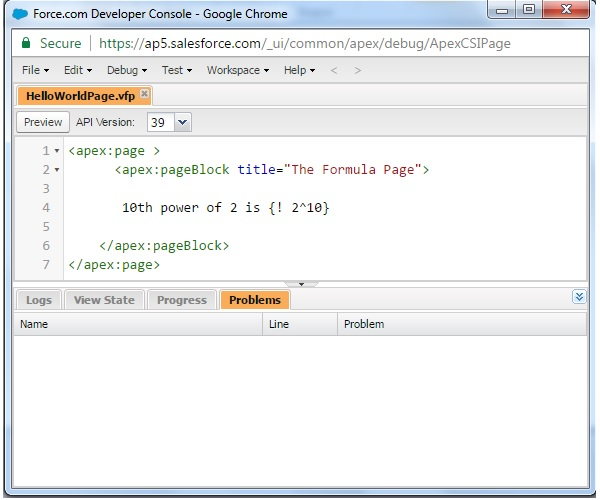 Force.com Developer Console - Google Chrome
Secure https://ap5.salesforce.com/_ui/common/apex/debug/ApexCSIPage
File Edit Debug Test Workspace Help < >
HelloWorldPage.vfp
Preview API Version: 39
1 <apex:page >
2 <apex:pageBlock title="The Formula Page">
3
4 10th power of 2 is {! 2^10}
5
6 </apex:pageBlock>
7 </apex:page>
Logs View State Progress Problems
Name Line Problem